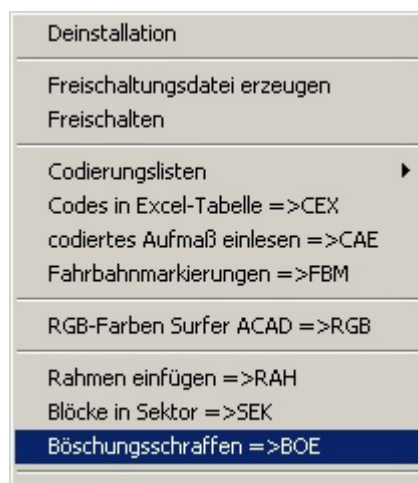 Deinstallation
Freischaltungsdatei erzeugen
Freischalten
Codierungslisten
Codes in Excel-Tabelle =>CEX
codiertes Aufmaß einlesen =>CAE
Fahrbahnmarkierungen =>FBM
RGB-Farben Surfer ACAD =>RGB
Rahmen einfügen =>RAH
Blöcke in Sektor =>SEK
Böschungsschraffen =>BOE